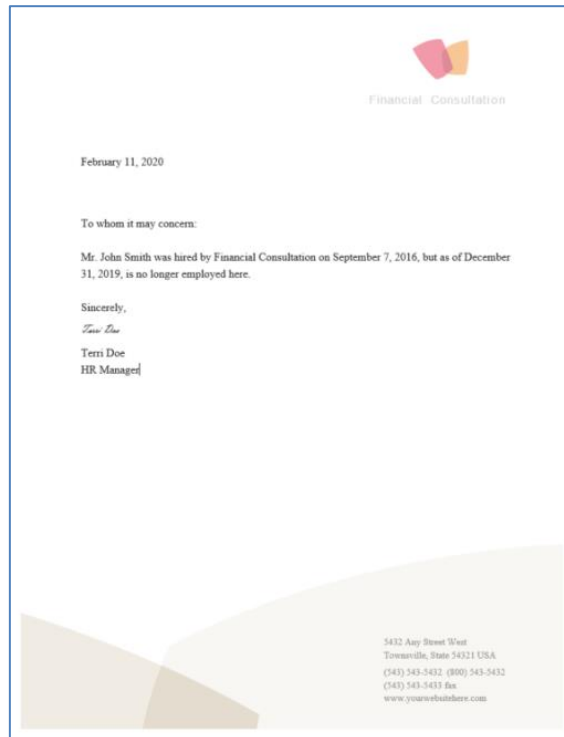 Financial Consultation
February 11, 2020
To whom it may concern:
Mr. John Smith was hired by Financial Consultation on September 7, 2016, but as of December
31, 2019, is no longer employed here.
Sincerely,
Terri Doe
Terri Doe
HR Manager
5432 Any Street West
Townsville, State 54321 USA
(543) 543-5432 (800) 543-5432
(543) 543-5433 fax
www.yourwebsitehere.com